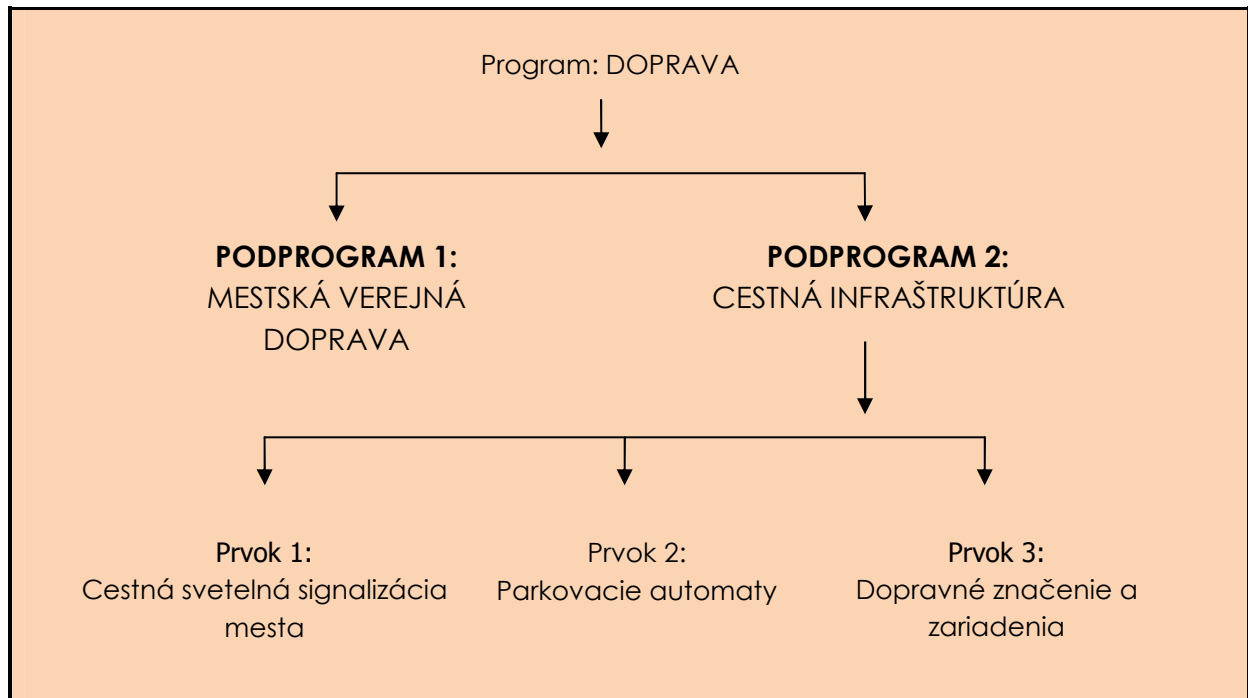 Program: DOPRAVA
PODPROGRAM 1:
MESTSKÁ VEREJNÁ
DOPRAVA
PODPROGRAM 2:
CESTNÁ INFRAŠTRUKTÚRA
Prvok 1:
Cestná svetelná signalizácia
mesta
Prvok 2:
Parkovacie automaty
Prvok 3:
Dopravné značenie a
zariadenia